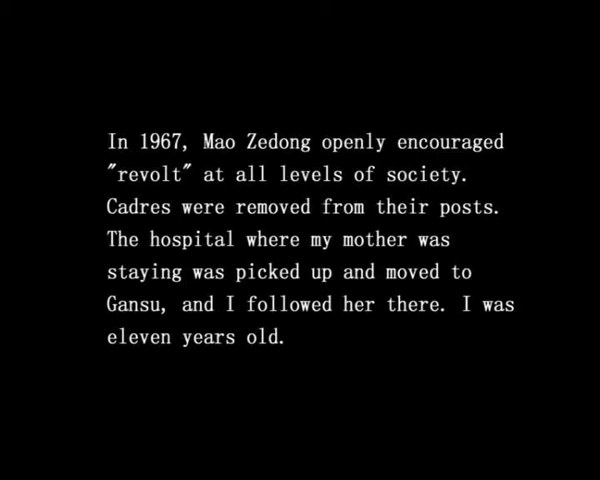 In 1967, Mao Zedong openly encouraged
"revolt" at all levels of society.
Cadres were removed from their posts.
The hospital where my mother was
staying was picked up and moved to
Gansu, and I followed her there. I was
eleven years old.